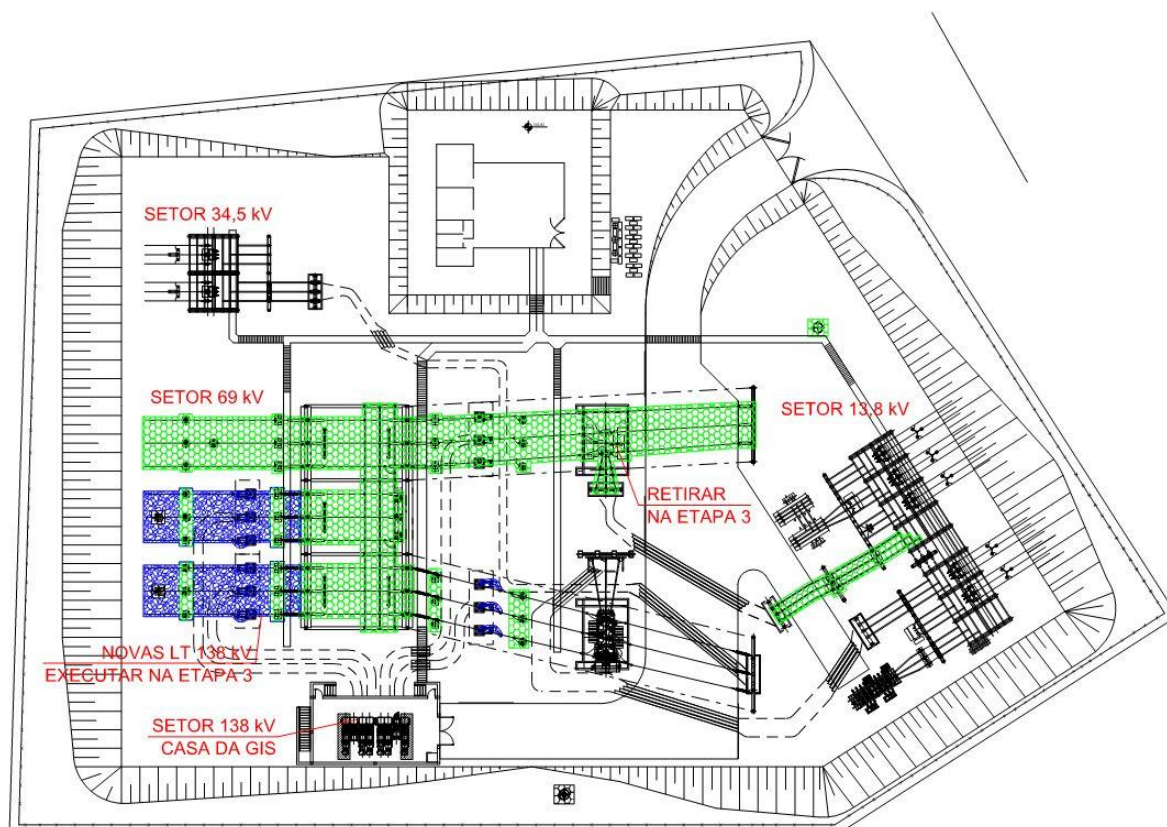 SETOR 34,5 kV
SETOR 69 kV
SETOR 13,8 kV
RETIRAR
NA ETAPA 3
NOVAS LT 138 kV
EXECUTAR NA ETAPA 3
SETOR 138 kV
CASA DA GIS